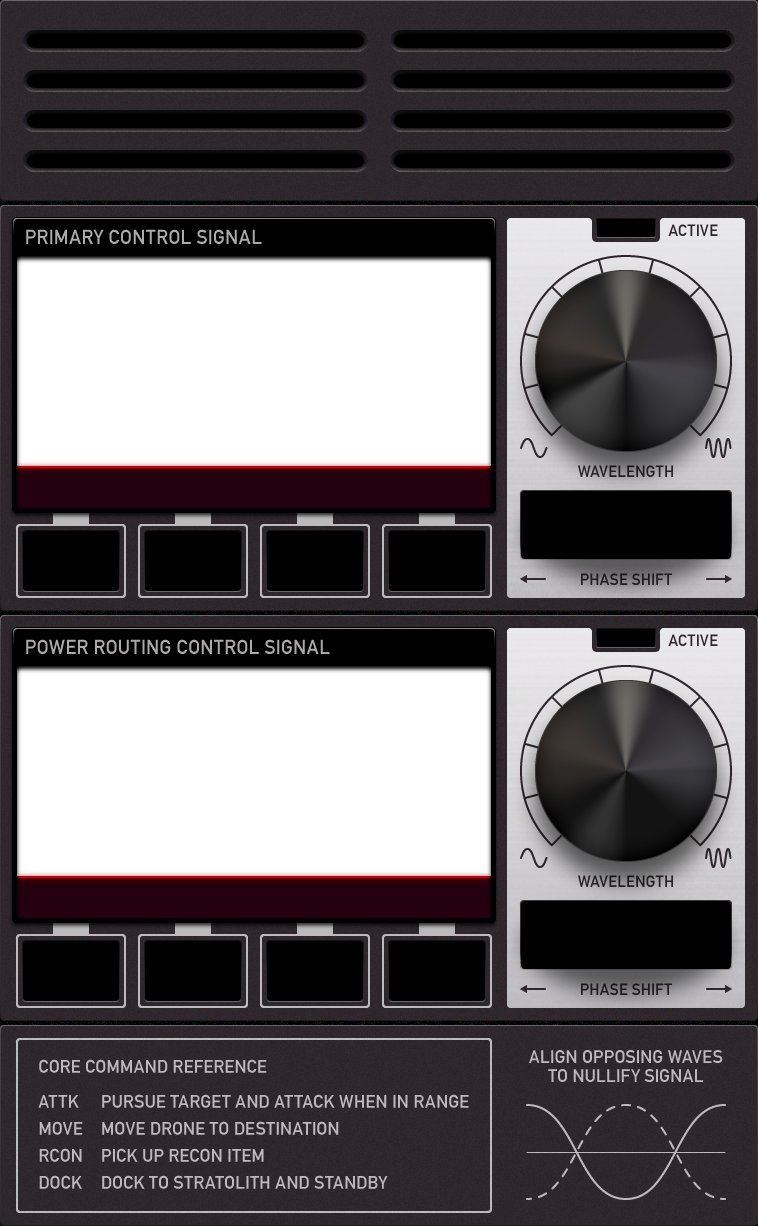 PRIMARY CONTROL SIGNAL
ACTIVE
WAVELENGTH
PHASE SHIFT
POWER ROUTING CONTROL SIGNAL
ACTIVE
WAVELENGTH
PHASE SHIFT
CORE COMMAND REFERENCE
ATTK PURSUE TARGET AND ATTACK WHEN IN RANGE
MOVE MOVE DRONE TO DESTINATION
RCON PICK UP RECON ITEM
DOCK DOCK TO STRATOLITH AND STANDBY
ALIGN OPPOSING WAVES
TO NULLIFY SIGNAL